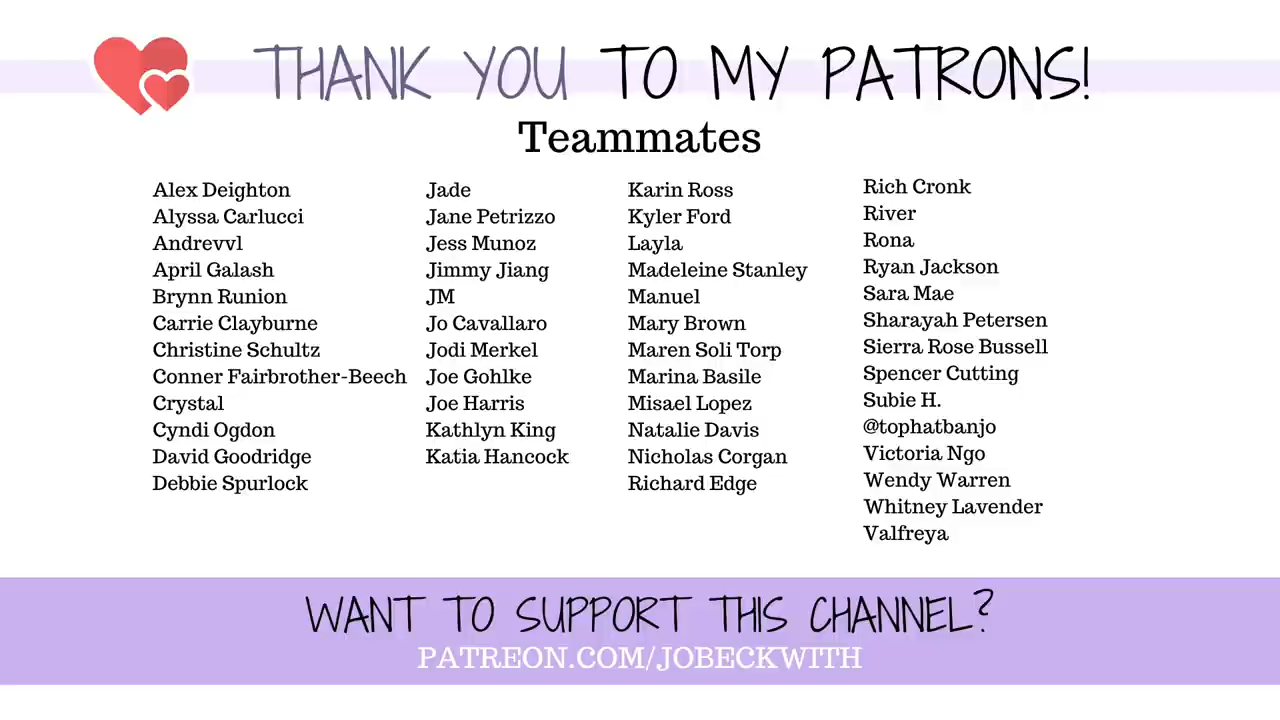 THANK YOU TO MY PATRONS!
Teammates
Alex Deighton
Alyssa Carlucci
Andrevvl
April Galash
Brynn Runion
Carrie Clayburne
Christine Schultz
Conner Fairbrother-Beech
Crystal
Cyndi Ogdon
David Goodridge
Debbie Spurlock
Jade
Jane Petrizzo
Jess Munoz
Jimmy Jiang
JM
Jo Cavallaro
Jodi Merkel
Joe Gohlke
Joe Harris
Kathlyn King
Katia Hancock
Karin Ross
Kyler Ford
Layla
Madeleine Stanley
Manuel
Mary Brown
Maren Soli Torp
Marina Basile
Misael Lopez
Natalie Davis
Nicholas Corgan
Richard Edge
Rich Cronk
River
Rona
Ryan Jackson
Sara Mae
Sharayah Petersen
Sierra Rose Bussell
Spencer Cutting
Subie H.
@tophatbanjo
Victoria Ngo
Wendy Warren
Whitney Lavender
Valfreya
WANT TO SUPPORT THIS CHANNEL?
PATREON.COM/JOBECKWITH